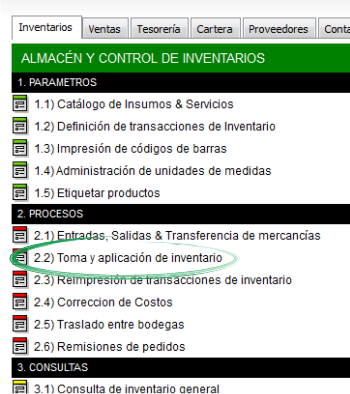 Inventarios Ventas Tesorería Cartera Proveedores Conta
ALMACÉN Y CONTROL DE INVENTARIOS
1. PARAMETROS
1.1) Catálogo de Insumos & Servicios
1.2) Definición de transacciones de Inventario
1.3) Impresión de códigos de barras
1.4) Administración de unidades de medidas
1.5) Etiquetar productos
2. PROCESOS
2.1) Entradas, Salidas & Transferencia de mercancías
2.2) Toma y aplicación de inventario
2.3) Reimpresión de transacciones de inventario
2.4) Correccion de Costos
2.5) Traslado entre bodegas
2.6) Remisiones de pedidos
3. CONSULTAS
3.1) Consulta de inventario general